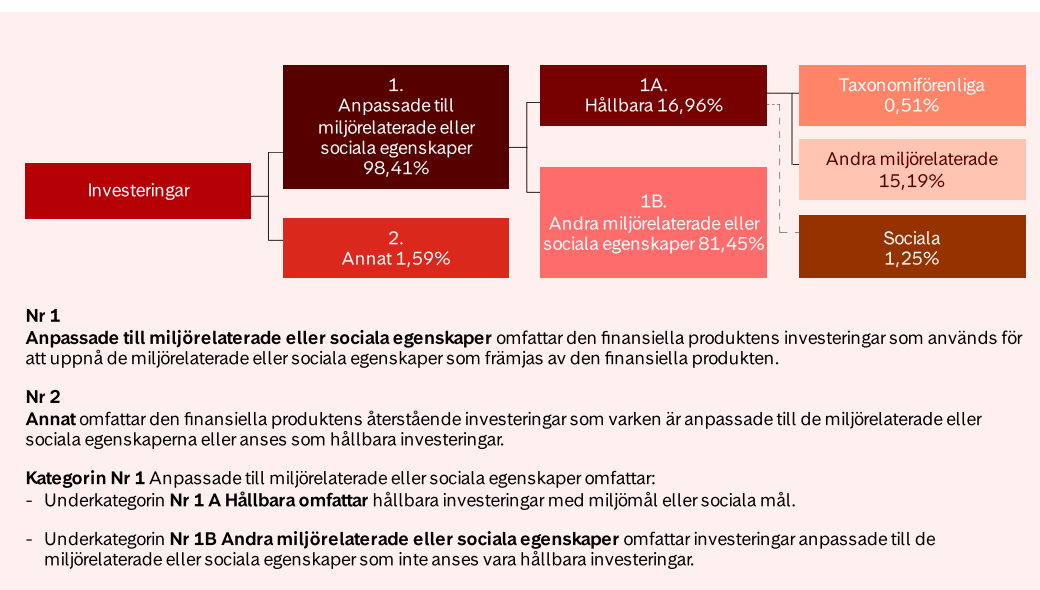 Investeringar
1.
Anpassade till
miljörelaterade eller
sociala egenskaper
98,41%
2.
Annat 1,59%
1A.
Hållbara 16,96%
1B.
Andra miljörelaterade eller
sociala egenskaper 81,45%
Taxonomiförenliga
0,51%
Andra miljörelaterade
15,19%
Sociala
1,25%
Nr 1
Anpassade till miljörelaterade eller sociala egenskaper omfattar den finansiella produktens investeringar som används för
att uppnå de miljörelaterade eller sociala egenskaper som främjas av den finansiella produkten.
Nr 2
Annat omfattar den finansiella produktens återstående investeringar som varken är anpassade till de miljörelaterade eller
sociala egenskaperna eller anses som hållbara investeringar.
Kategorin Nr 1 Anpassade till miljörelaterade eller sociala egenskaper omfattar:
- Underkategorin Nr 1 A Hållbara omfattar hållbara investeringar med miljömål eller sociala mål.
- Underkategorin Nr 1B Andra miljörelaterade eller sociala egenskaper omfattar investeringar anpassade till de
miljörelaterade eller sociala egenskaper som inte anses vara hållbara investeringar.